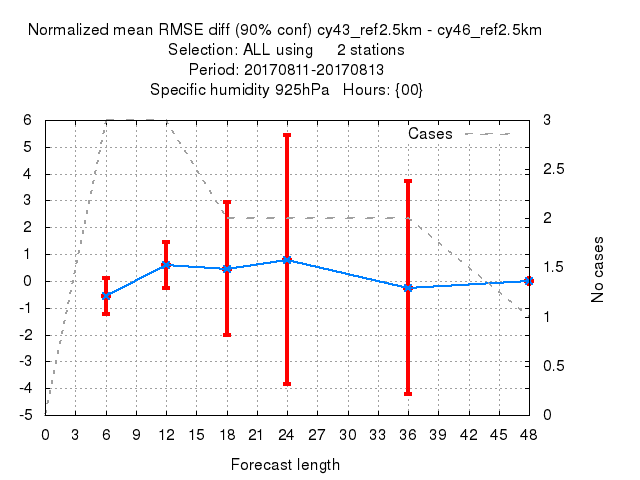 Normalized mean RMSE diff (90% conf) cy43_ref2.5km - cy46_ref2.5km
Selection: ALL using 2 stations
Period: 20170811-20170813
Specific humidity 925hPa Hours: {00}
Cases
6
5
4
3
2
1
0
-1
-2
-3
-4
-5
3
2.5
2
1.5
1
0.5
0
No cases
0 3 6 9 12 15 18 21 24 27 30 33 36 39 42 45 48
Forecast length